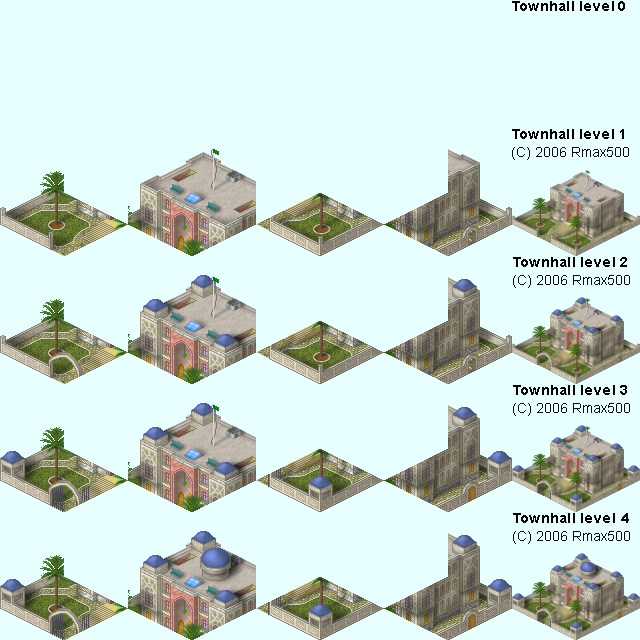 Townhall level 0
Townhall level 1
(C) 2006 Rmax500
Townhall level 2
(C) 2006 Rmax500
Townhall level 3
(C) 2006 Rmax500
Townhall level 4
(C) 2006 Rmax500